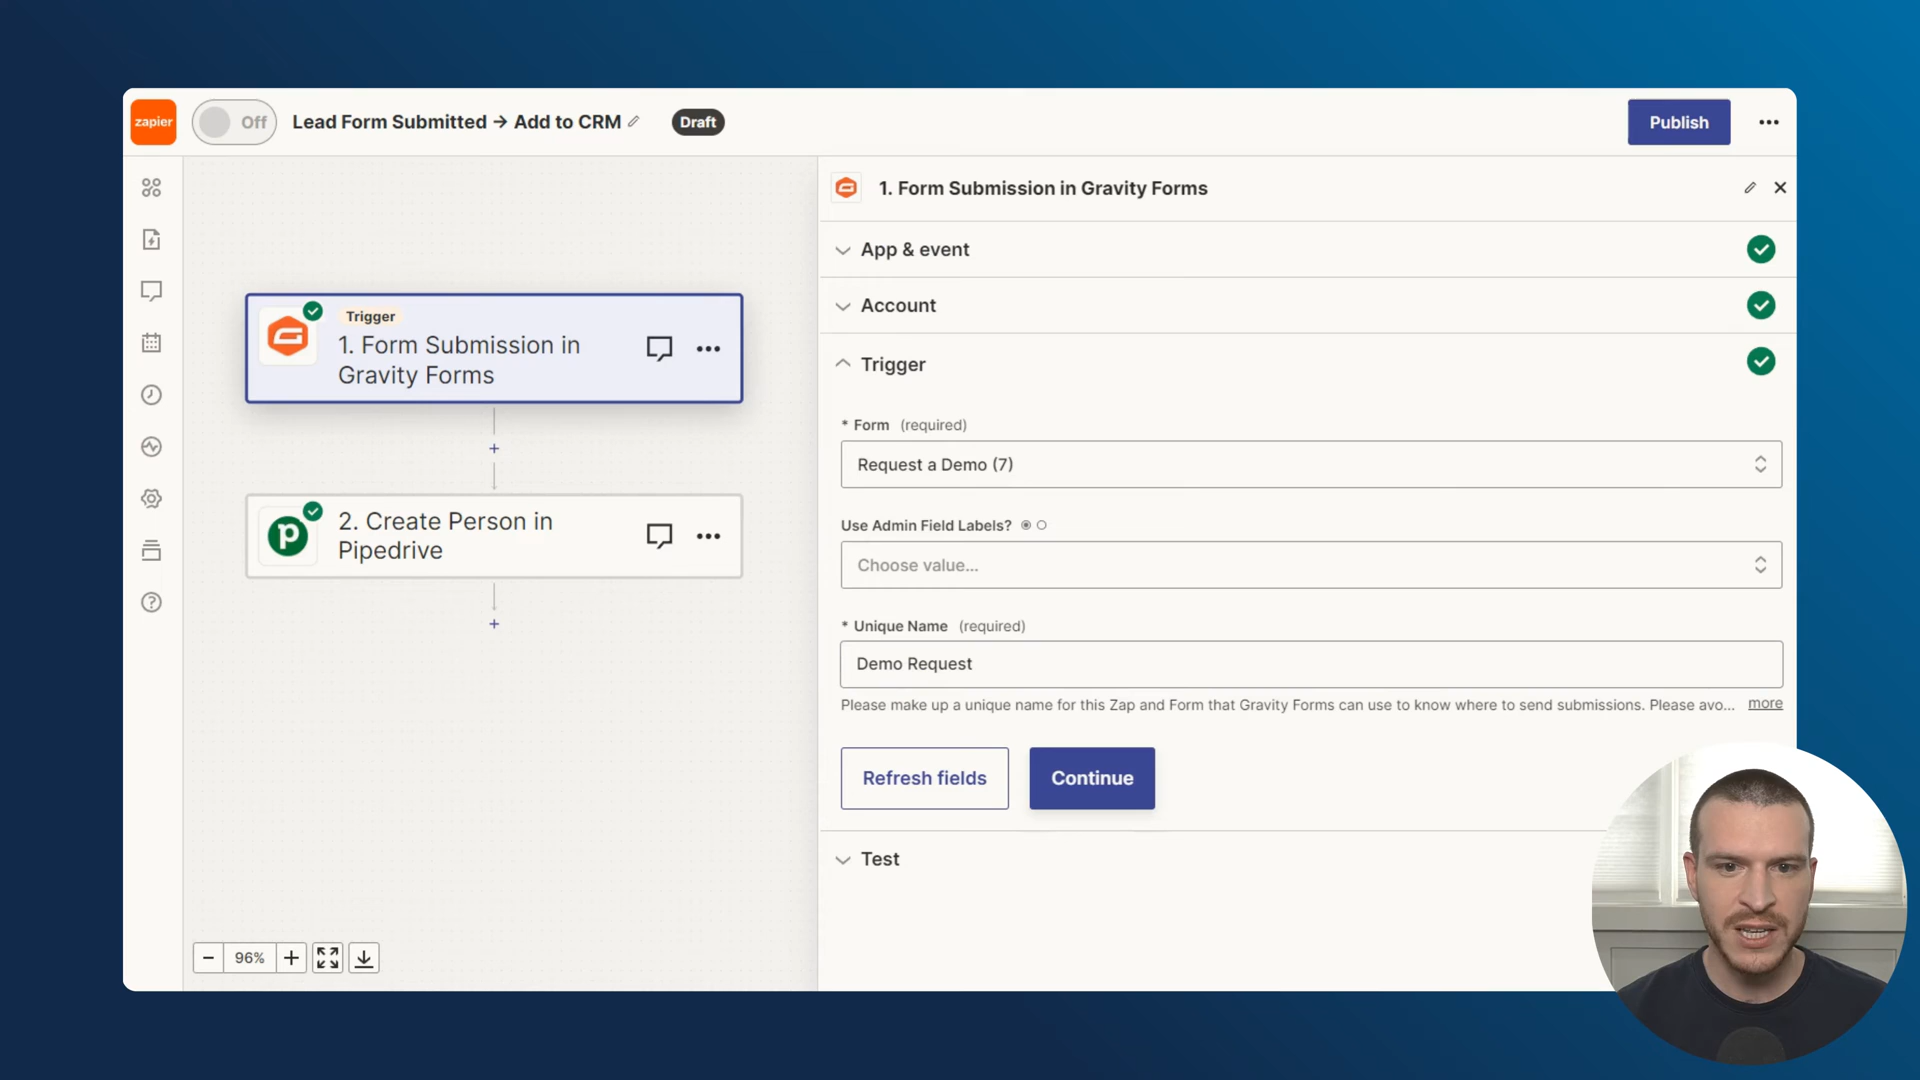 zapier
Off
Lead Form Submitted → Add to CRM
Draft
Publish
Trigger
1. Form Submission in
Gravity Forms
2. Create Person in
Pipedrive
96%
1. Form Submission in Gravity Forms
App & event
Account
Trigger
* Form (required)
Request a Demo (7)
Use Admin Field Labels?
Choose value...
* Unique Name (required)
Demo Request
Please make up a unique name for this Zap and Form that Gravity Forms can use to know where to send submissions. Please avo... more
Refresh fields
Continue
Test